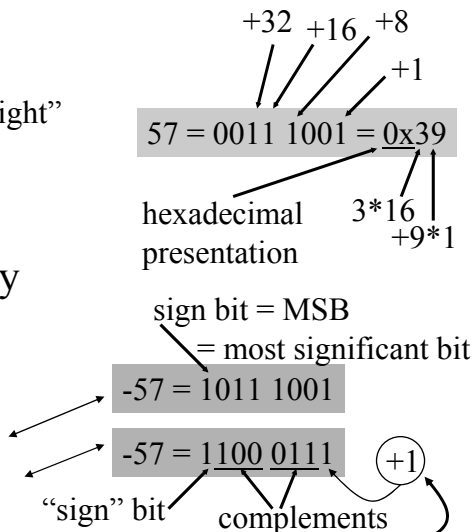 +32 +16 +8
+1
ight”
57 = 0011 1001 = 0x39
hexadecimal
presentation
3*16
+9*1
y
sign bit = MSB
= most significant bit
-57 = 1011 1001
-57 = 1100 0111
+1
“sign” bit complements